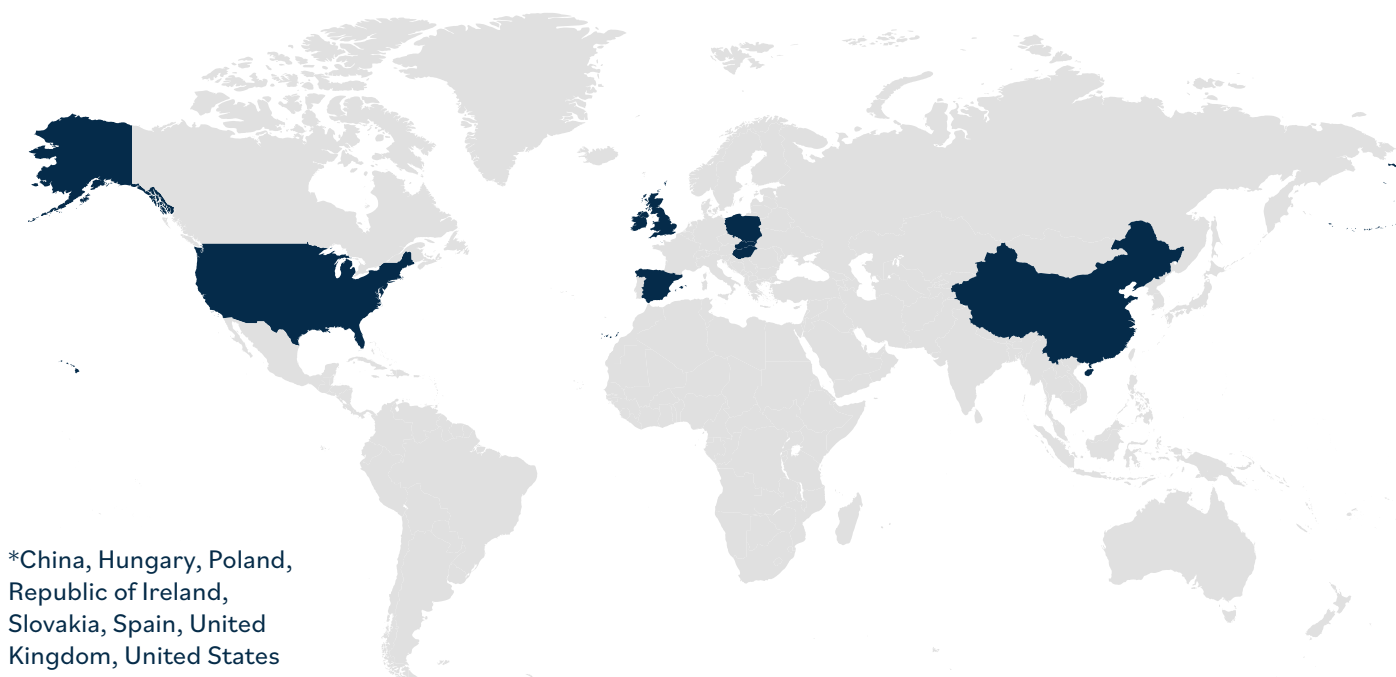 *China, Hungary, Poland,
Republic of Ireland,
Slovakia, Spain, United
Kingdom, United States